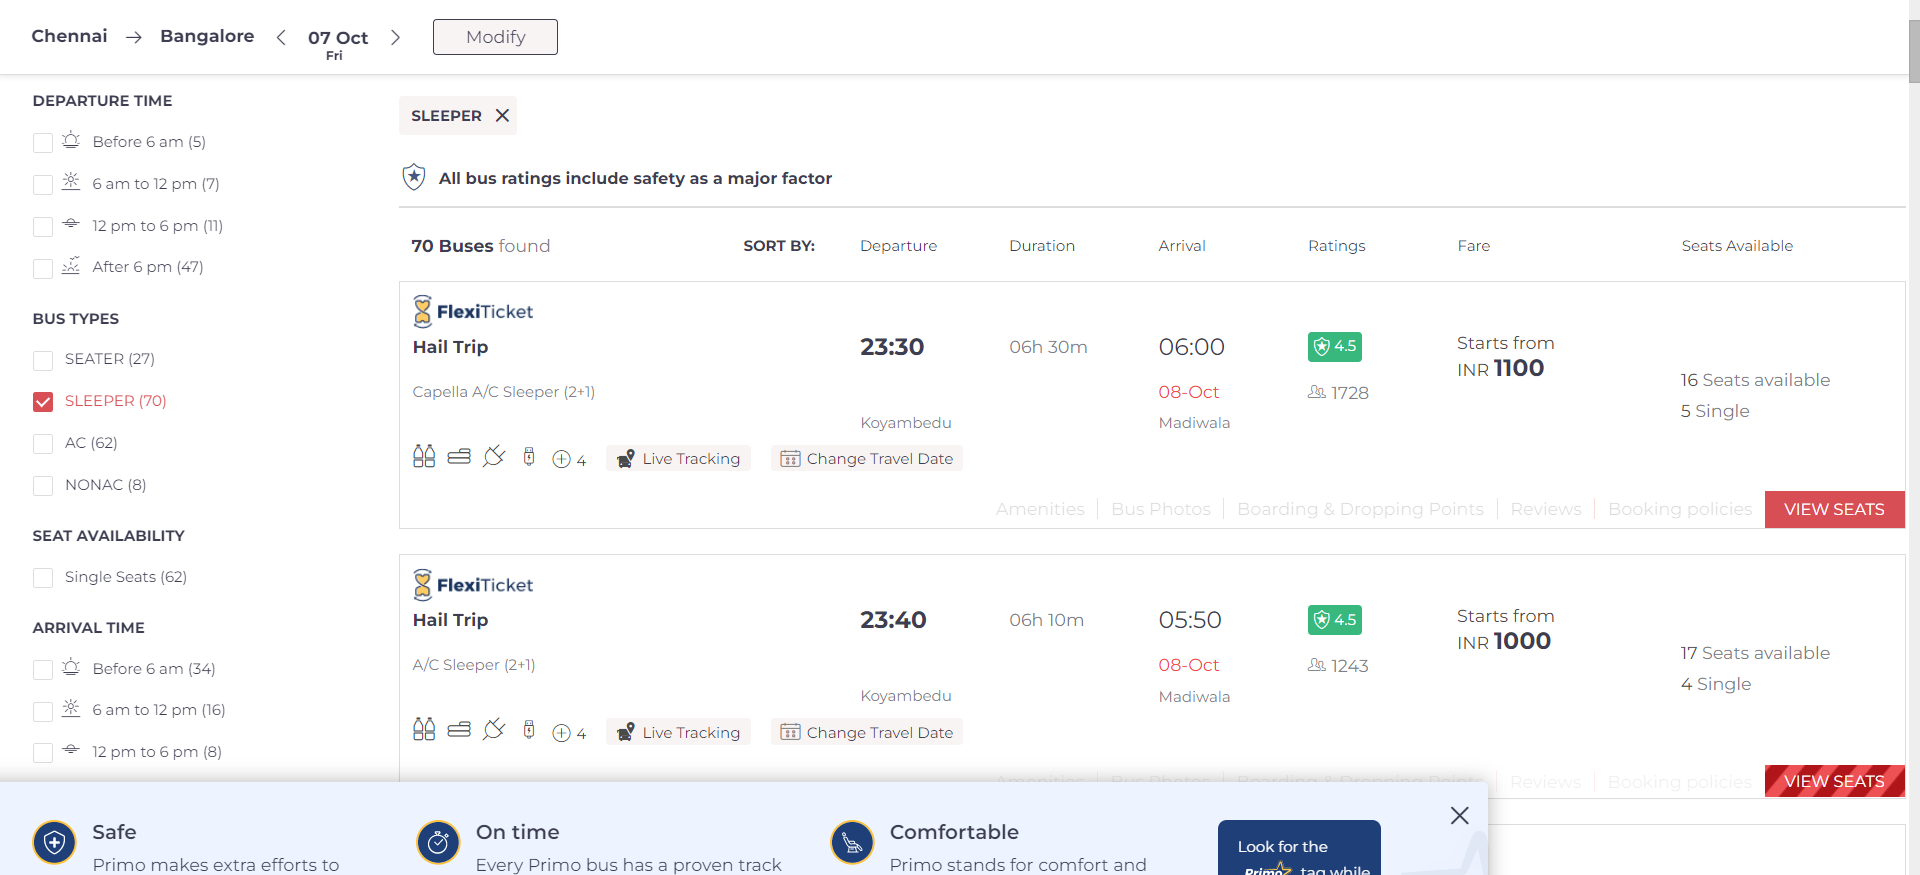 Chennai → Bangalore < 07 Oct > Modify
Fri
DEPARTURE TIME
Before 6 am (5)
6 am to 12 pm (7)
12 pm to 6 pm (11)
After 6 pm (47)
BUS TYPES
SEATER (27)
SLEEPER (70)
AC (62)
NONAC (8)
SEAT AVAILABILITY
Single Seats (62)
ARRIVAL TIME
Before 6 am (34)
6 am to 12 pm (16)
12 pm to 6 pm (8)
SLEEPER
All bus ratings include safety as a major factor
70 Buses found SORT BY: Departure Duration Arrival Ratings Fare Seats Available
FlexiTicket
Hail Trip 23:30 06h 30m 06:00 4.5 Starts from
INR 1100
Capella A/C Sleeper (2+1) 08-Oct 1728 16 Seats available
Koyambedu Madiwala 5 Single
4 Live Tracking Change Travel Date
Amenities Bus Photos Boarding & Dropping Points Reviews Booking policies VIEW SEATS
FlexiTicket
Hail Trip 23:40 06h 10m 05:50 4.5 Starts from
INR 1000
A/C Sleeper (2+1) 08-Oct 1243 17 Seats available
Koyambedu Madiwala 4 Single
4 Live Tracking Change Travel Date
Amenities Bus Photos Boarding & Dropping Points Reviews Booking policies VIEW SEATS
Safe
Primo makes extra efforts to
On time
Every Primo bus has a proven track
Comfortable
Primo stands for comfort and
Look for the
Primo tag while